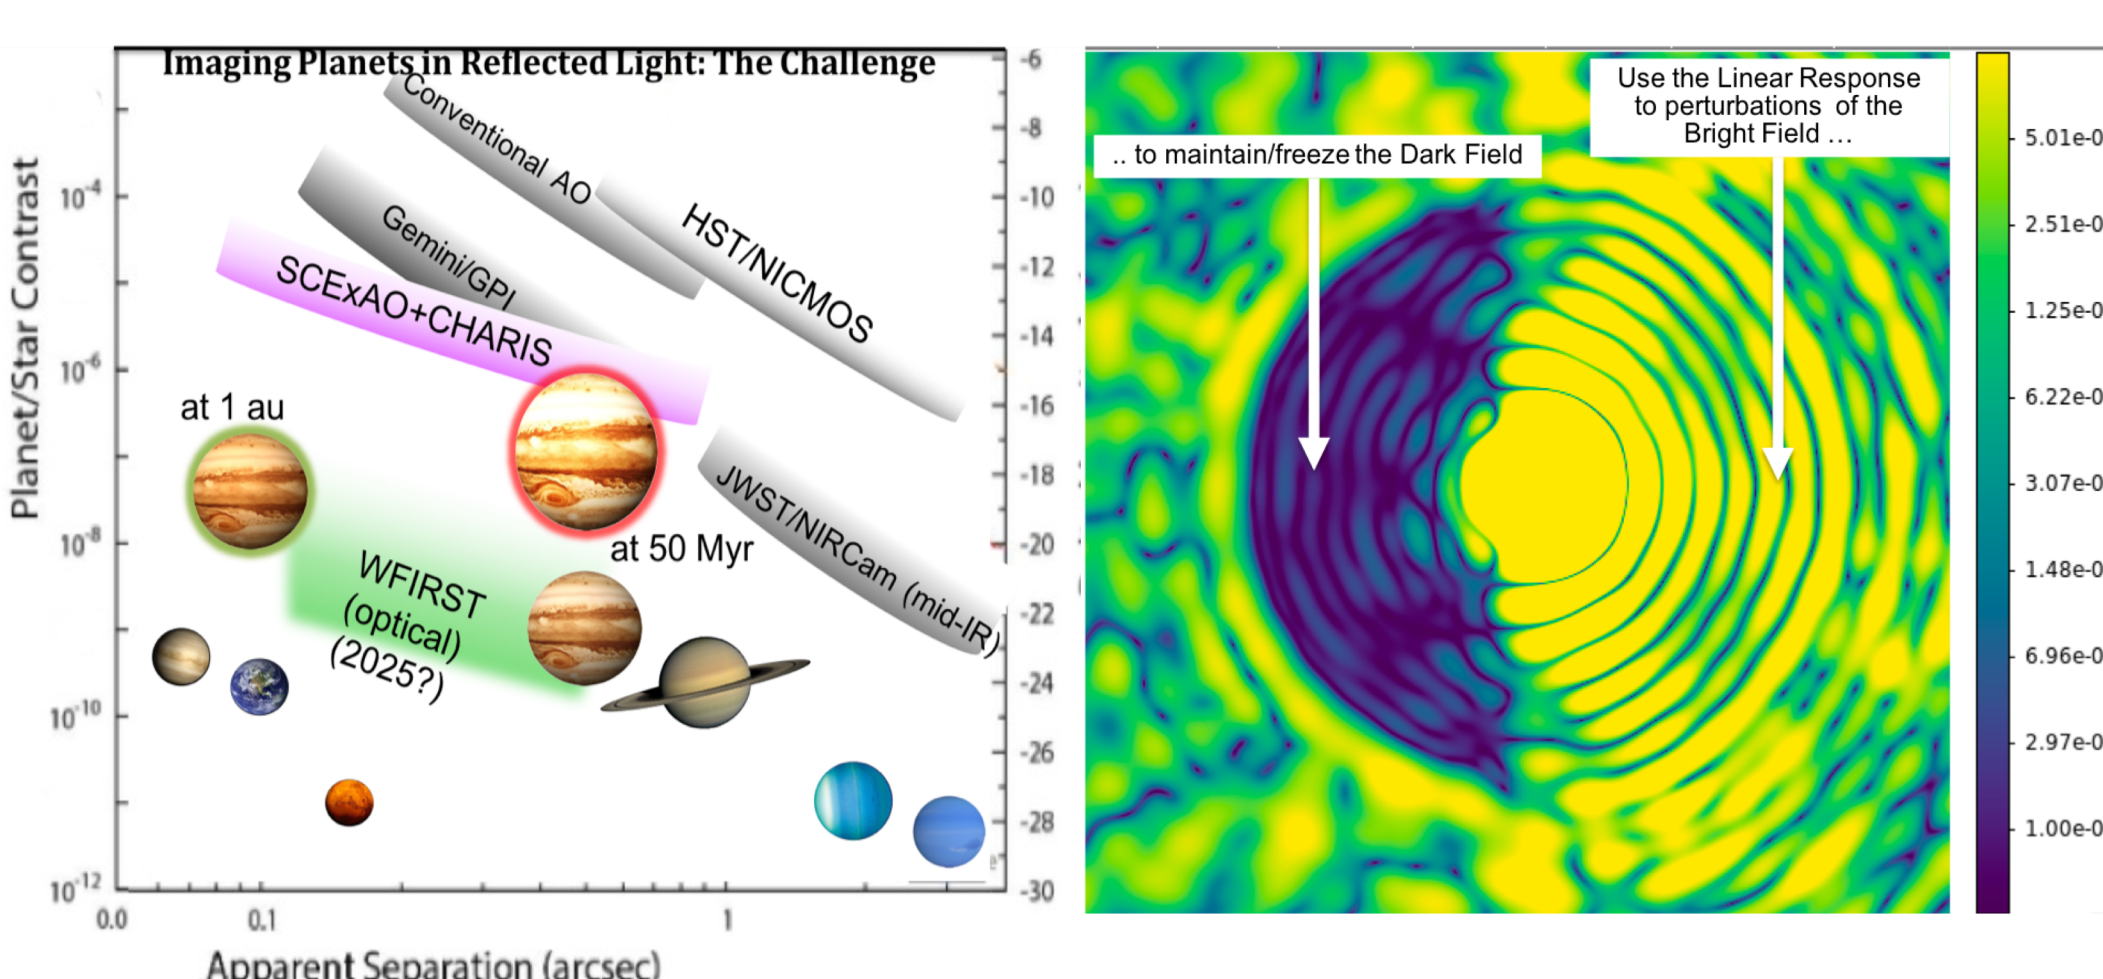 Imaging Planets in Reflected Light: The Challenge
Planet/Star Contrast
10-4
10-6
10-8
10-10
10-12
0.0
0.1
1
Apparent Separation (arcsec)
-6
-8
-10
-12
-14
-16
-18
-20
-22
-24
-26
-28
-30
Conventional AO
Gemini/GPI
HST/NICMOS
SCExAO+CHARIS
at 1 au
at 50 Myr
JWST/NIRCam (mid-IR)
WFIRST
(optical)
(2025?)
.. to maintain/freeze the Dark Field
Use the Linear Response
to perturbations of the
Bright Field ...
5.01e-0
2.51e-0
1.25e-0
6.22e-0
3.07e-0
1.48e-0
6.96e-0
2.97e-0
1.00e-0